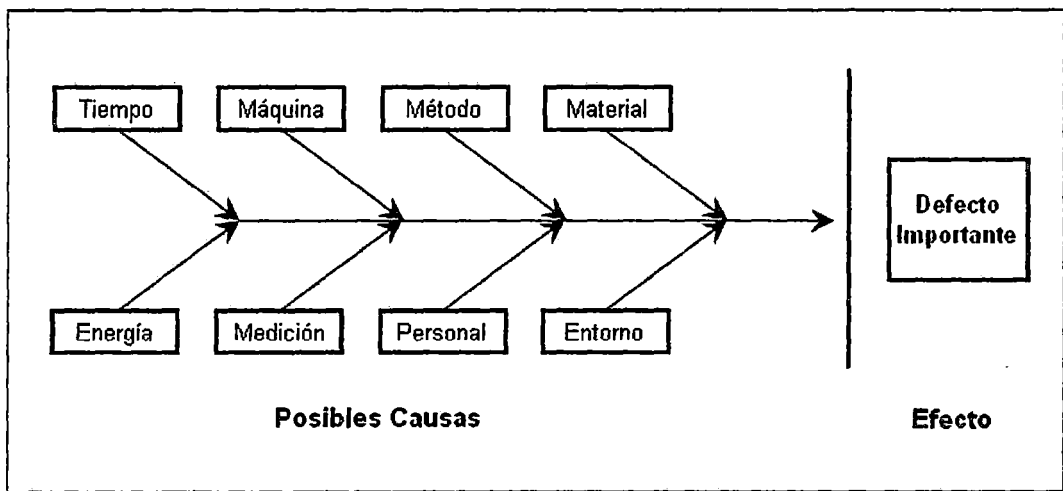 Tiempo
Máquina
Método
Material
Defecto
Importante
Energía
Medición
Personal
Entorno
Posibles Causas
Efecto